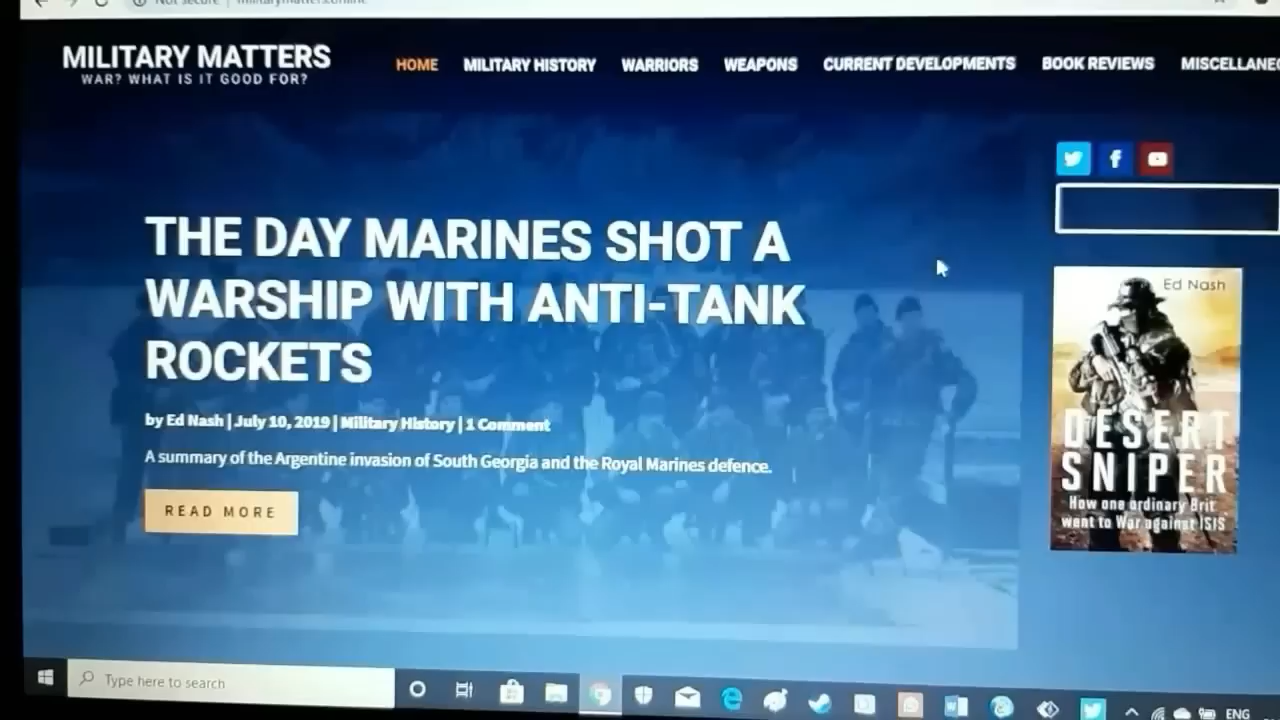 Not secure
MILITARY MATTERS
WAR? WHAT IS IT GOOD FOR?
HOME MILITARY HISTORY WARRIORS WEAPONS CURRENT DEVELOPMENTS BOOK REVIEWS MISCELLANEO
THE DAY MARINES SHOT A
WARSHIP WITH ANTI-TANK
ROCKETS
by Ed Nash | July 10, 2019 | Military History | 1 Comment
A summary of the Argentine invasion of South Georgia and the Royal Marines defence.
READ MORE
Ed Nash
DESERT
SNIPER
How one ordinary Brit
went to War against ISIS
Type here to search
ENG